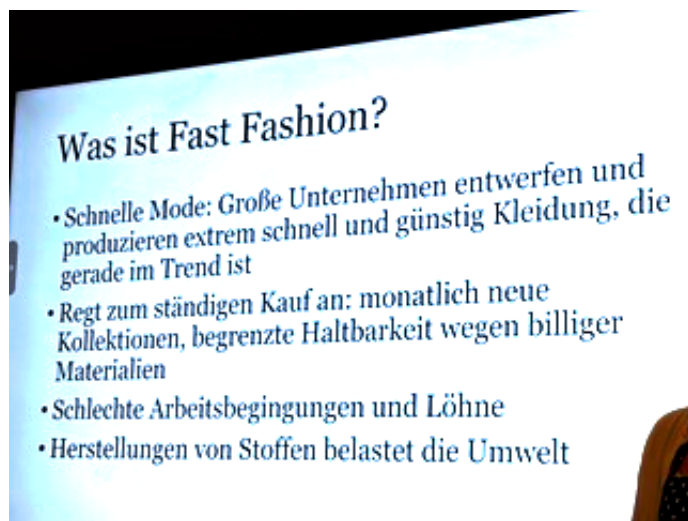 Was ist Fast Fashion?
• Schnelle Mode: Große Unternehmen entwerfen und
produzieren extrem schnell und günstig Kleidung, die
gerade im Trend ist
• Regt zum ständigen Kauf an: monatlich neue
Kollektionen, begrenzte Haltbarkeit wegen billiger
Materialien
• Schlechte Arbeitsbegingungen und Löhne
• Herstellungen von Stoffen belastet die Umwelt